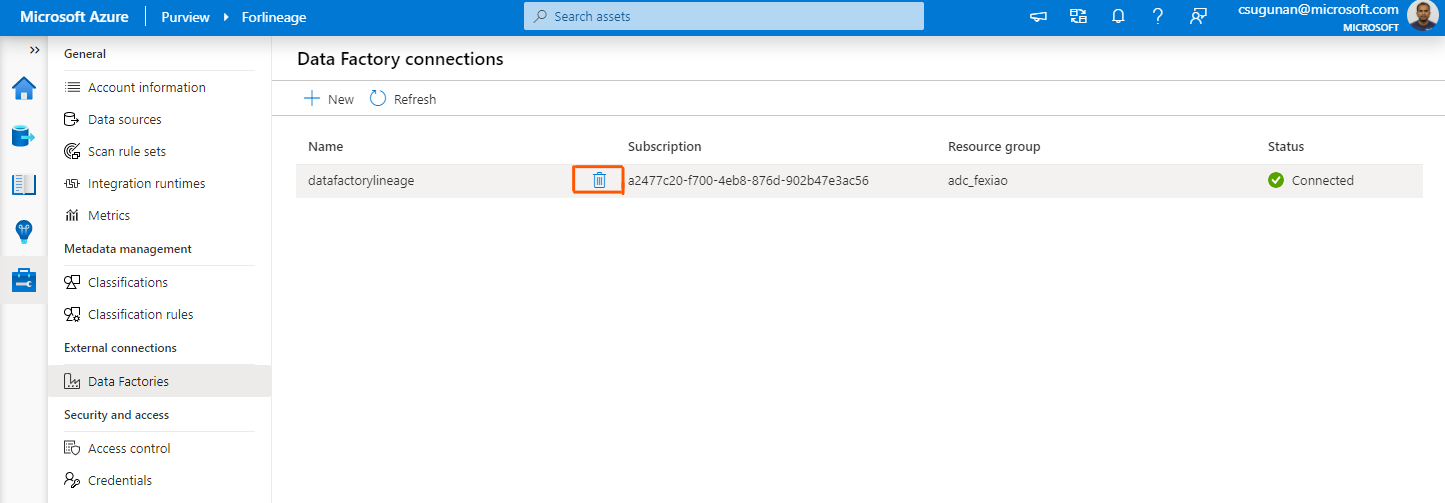 Microsoft Azure Purview Forlineage Search assets csugunan@microsoft.com
MICROSOFT
General
Account information
Data sources
Scan rule sets
Integration runtimes
Metrics
Metadata management
Classifications
Classification rules
External connections
Data Factories
Security and access
Access control
Credentials
Data Factory connections
New Refresh
Name Subscription Resource group Status
datafactorylineage a2477c20-f700-4eb8-876d-902b47e3ac56 adc_fexiao Connected